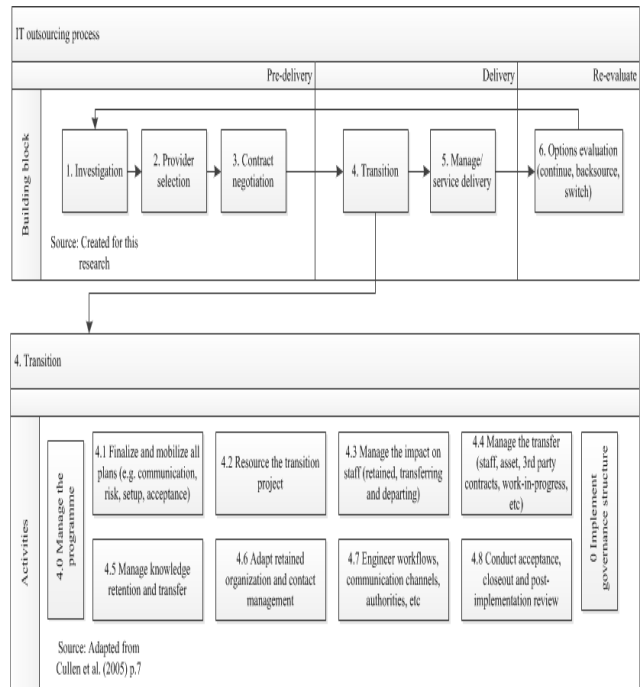 IT outsourcing process
Pre-delivery
Delivery
Re-evaluate
Building block
1. Investigation
2. Provider
selection
3. Contract
negotiation
4. Transition
5. Manage/
service delivery
6. Options evaluation
(continue, backsource,
switch)
Source: Created for this
research
4. Transition
Activities
4.0 Manage the
programme
4.1 Finalize and mobilize all
plans (e.g. communication,
risk, setup, acceptance)
4.2 Resource the transition
project
4.3 Manage the impact on
staff (retained, transferring
and departing)
4.4 Manage the transfer
(staff, asset, 3rd party
contracts, work-in-progress,
etc)
0 Implement
governance structure
4.5 Manage knowledge
retention and transfer
4.6 Adapt retained
organization and contact
management
4.7 Engineer workflows,
communication channels,
authorities, etc
4.8 Conduct acceptance,
closeout and post-
implementation review
Source: Adapted from
Cullen et al. (2005) p.7